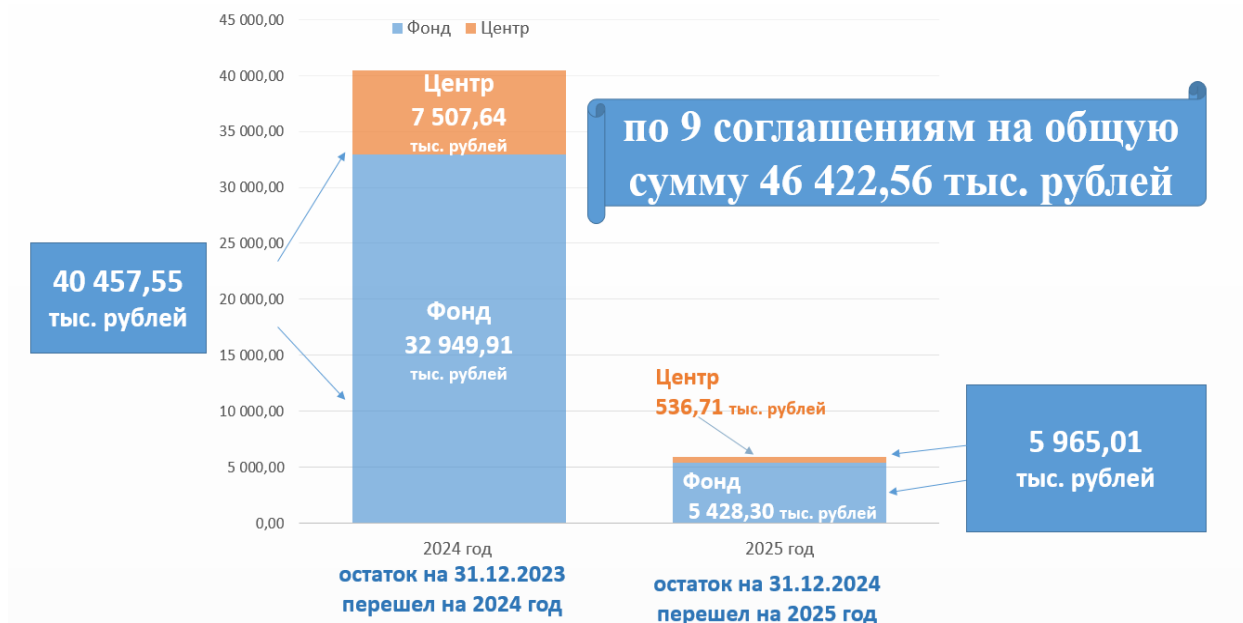 45 000,00
Фонд Центр
40 000,00
35 000,00
30 000,00
25 000,00
20 000,00
15 000,00
10 000,00
5 000,00
0,00
Центр
7 507,64
тыс. рублей
по 9 соглашениям на общую
сумму 46 422,56 тыс. рублей
40 457,55
тыс. рублей
Фонд
32 949,91
тыс. рублей
Центр
536,71 тыс. рублей
Фонд
5 428,30 тыс. рублей
5 965,01
тыс. рублей
2024 год
остаток на 31.12.2023
перешел на 2024 год
2025 год
остаток на 31.12.2024
перешел на 2025 год